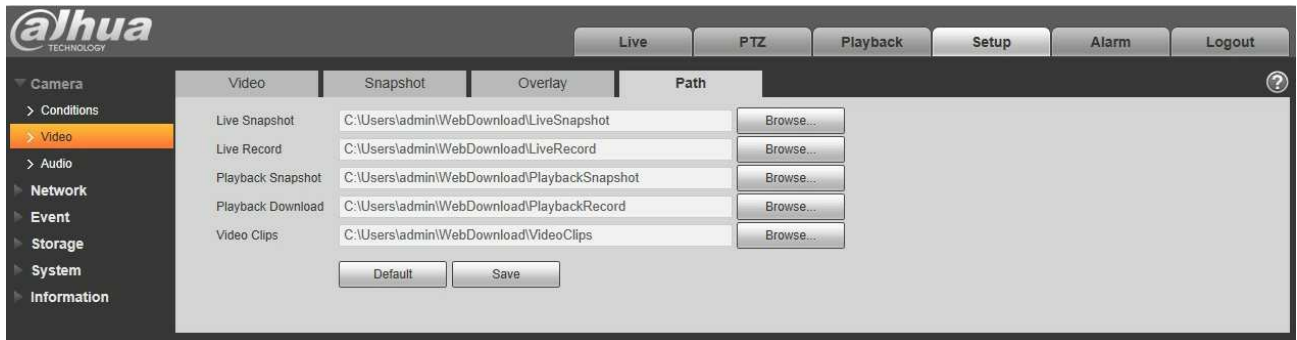 alhua
TECHNOLOGY
Live PTZ Playback Setup Alarm Logout
Camera
> Conditions
> Video
> Audio
Network
Event
Storage
System
Information
Video Snapshot Overlay Path
?
Live Snapshot C:\Users\admin\WebDownload\LiveSnapshot Browse...
Live Record C:\Users\admin\WebDownload\LiveRecord Browse...
Playback Snapshot C:\Users\admin\WebDownload\PlaybackSnapshot Browse...
Playback Download C:\Users\admin\WebDownload\PlaybackRecord Browse...
Video Clips C:\Users\admin\WebDownload\VideoClips Browse...
Default Save